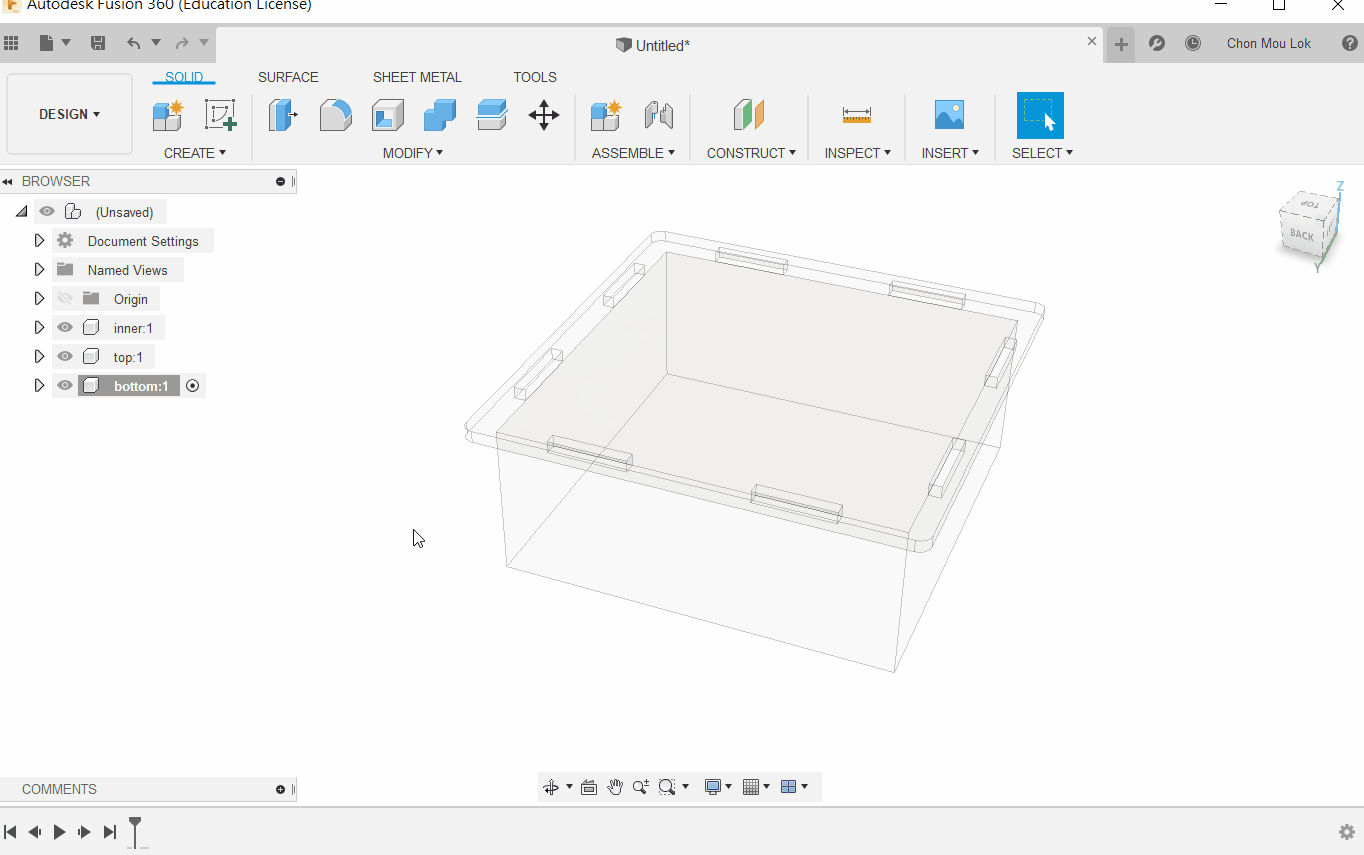 Autodesk Fusion 360 (Education License)
Untitled*
Chon Mou Lok
DESIGN
SOLID SURFACE SHEET METAL TOOLS
CREATE MODIFY ASSEMBLE CONSTRUCT INSPECT INSERT SELECT
BROWSER
(Unsaved)
Document Settings
Named Views
Origin
inner:1
top:1
bottom:1
TOP
BACK
Z
Y
COMMENTS